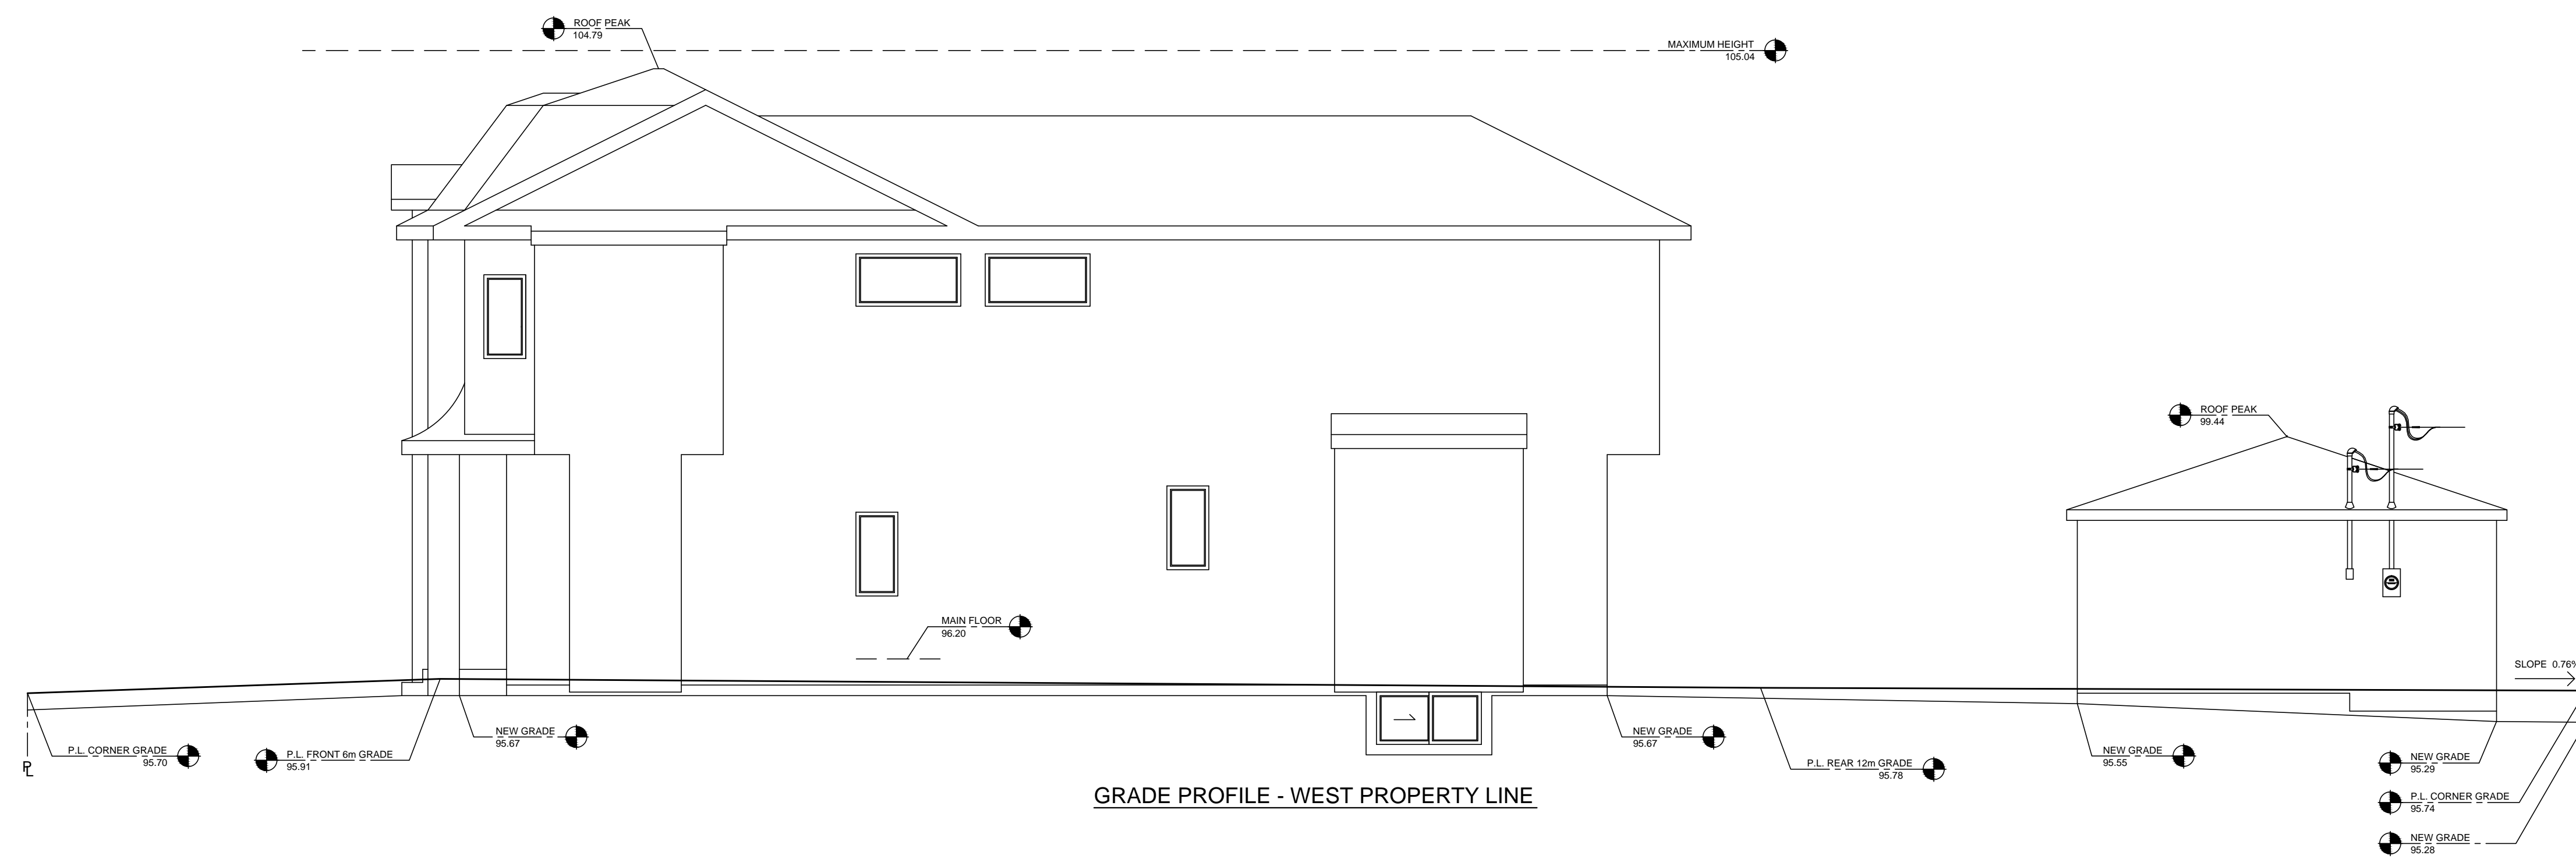 ROOF PEAK
104.79
MAXIMUM HEIGHT
105.04
ROOF PEAK
99.44
MAIN FLOOR
96.20
SLOPE 0.76%
P.L. CORNER GRADE
95.70
P.L. FRONT 6m GRADE
95.91
NEW GRADE
95.67
NEW GRADE
95.67
P.L. REAR 12m GRADE
95.78
NEW GRADE
95.55
NEW GRADE
95.29
P.L. CORNER GRADE
95.74
NEW GRADE
95.28
PL
GRADE PROFILE - WEST PROPERTY LINE